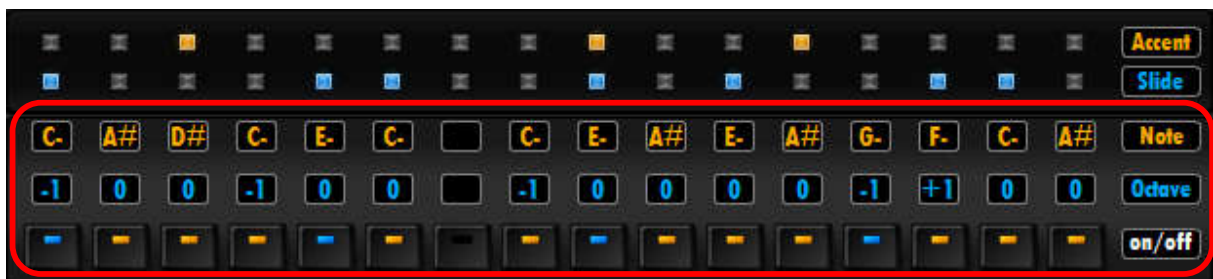 Accent
Slide
C- A# D# C- E- C- C- E- A# E- A# G- F- C- A# Note
-1 0 0 -1 0 0 -1 0 0 0 0 -1 +1 0 0 Octave
on/off